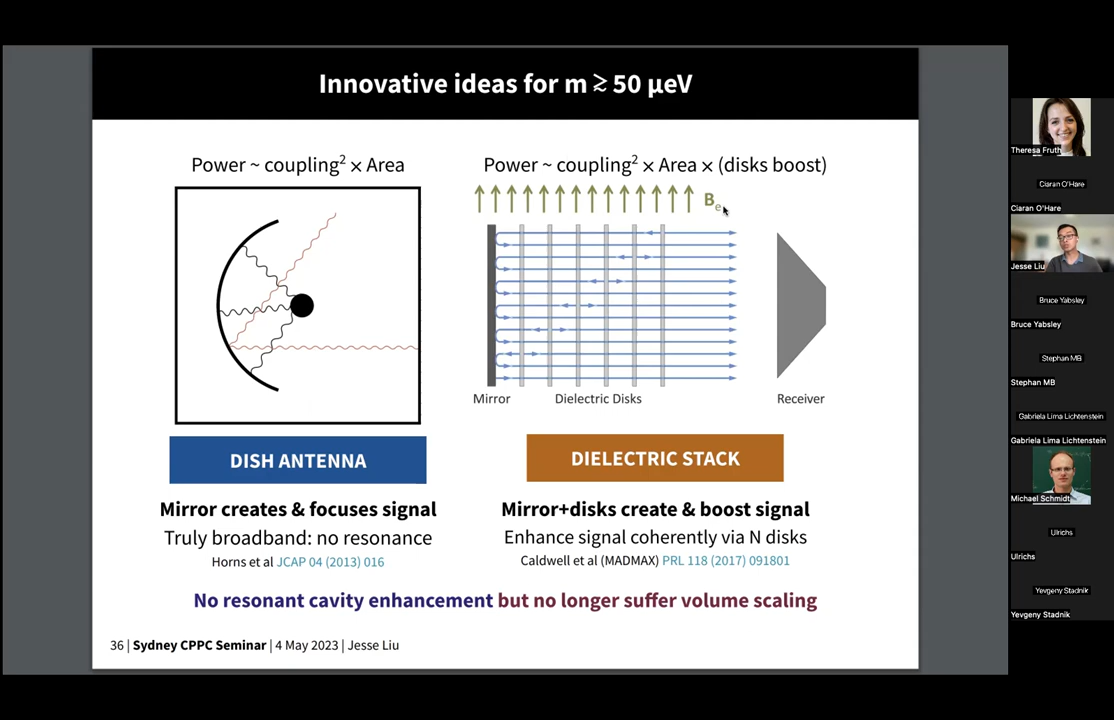 Innovative ideas for m ≳ 50 μeV
Power ~ coupling² × Area
DISH ANTENNA
Mirror creates & focuses signal
Truly broadband: no resonance
Horns et al JCAP 04 (2013) 016
Power ~ coupling² × Area × (disks boost)
Be
Mirror
Dielectric Disks
Receiver
DIELECTRIC STACK
Mirror+disks create & boost signal
Enhance signal coherently via N disks
Caldwell et al (MADMAX) PRL 118 (2017) 091801
No resonant cavity enhancement but no longer suffer volume scaling
36 | Sydney CPPC Seminar | 4 May 2023 | Jesse Liu
Theresa Fruth
Ciaran O'Hare
Ciaran O'Hare
Jesse Liu
Bruce Yabsley
Bruce Yabsley
Stephan MB
Stephan MB
Gabriela Lima Lichtenstein
Gabriela Lima Lichtenstein
Michael Schmidt
Ulrichs
Ulrichs
Yevgeny Stadnik
Yevgeny Stadnik